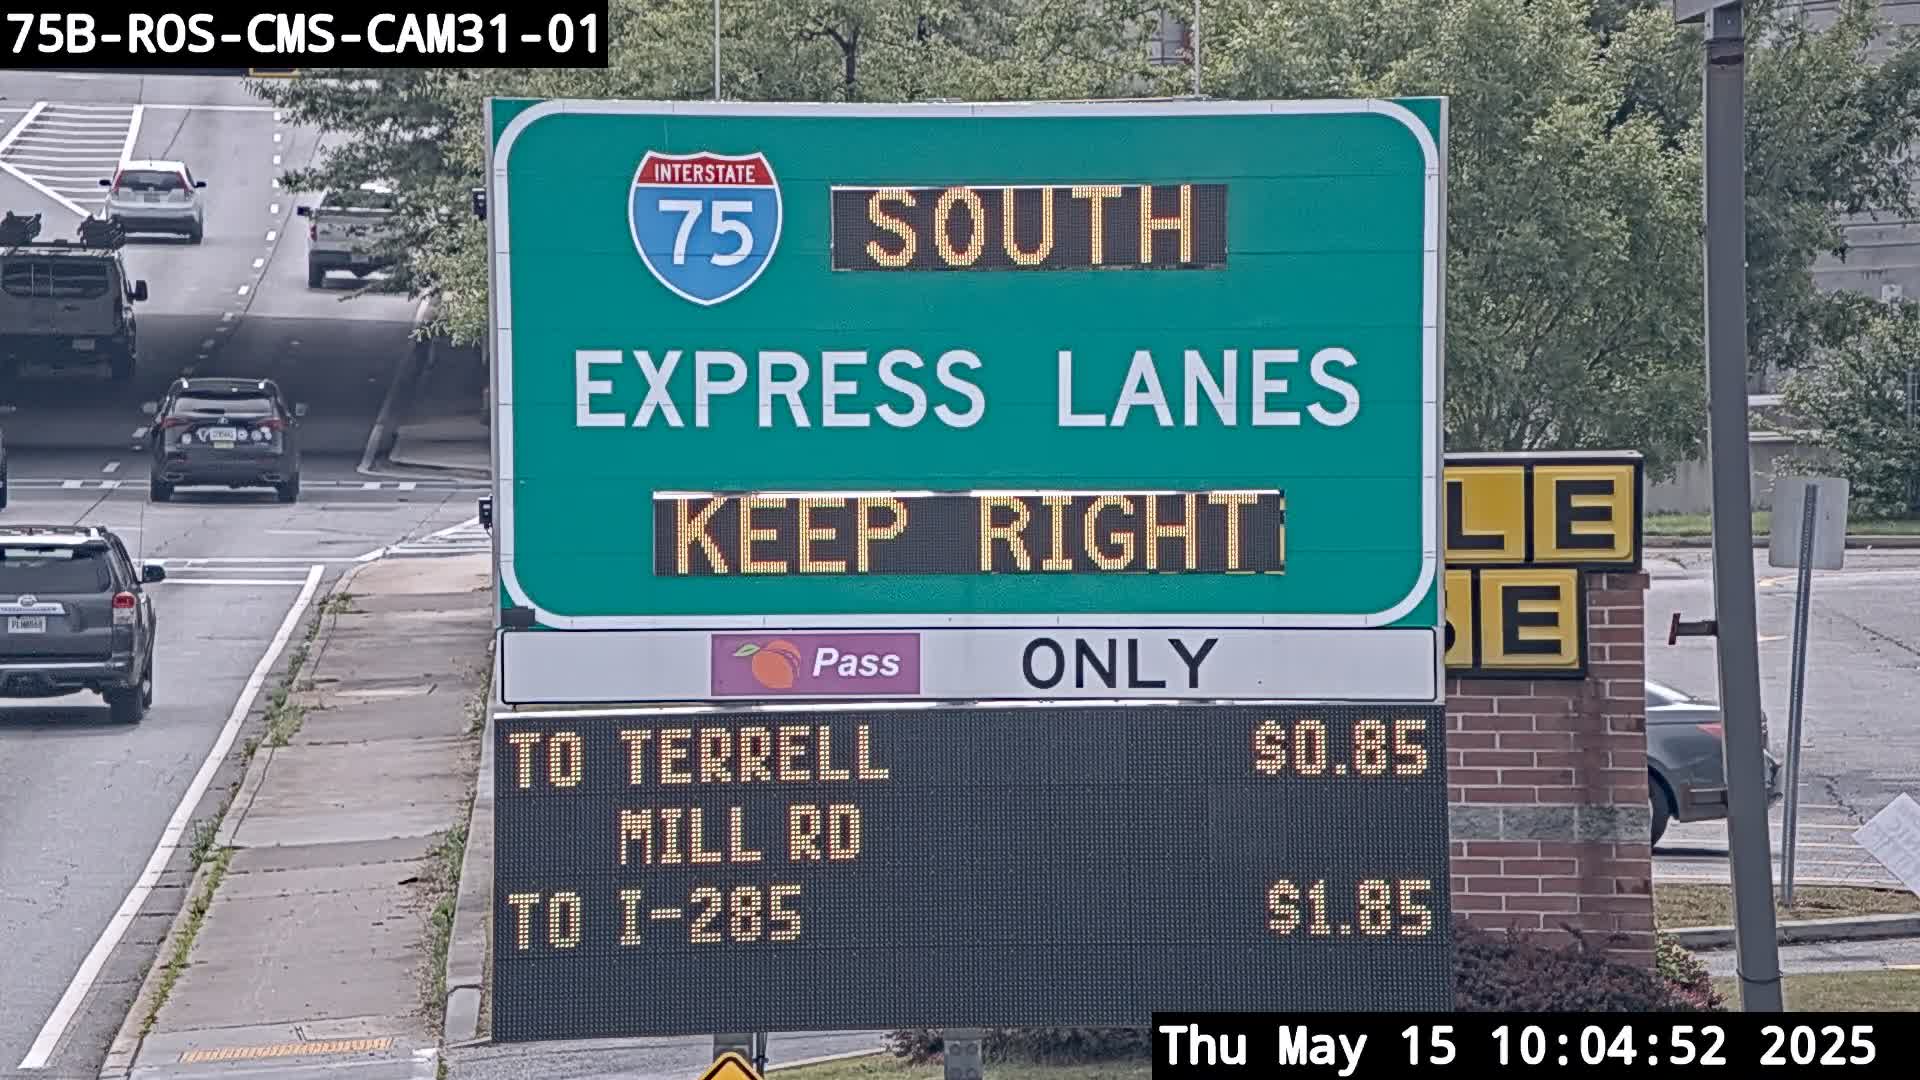 75B-ROS-CMS-CAM31-01
INTERSTATE
75
SOUTH
EXPRESS LANES
KEEP RIGHT
Pass
ONLY
TO TERRELL $0.85
MILL RD
TO I-285 $1.85
LE
E
Thu May 15 10:04:52 2025